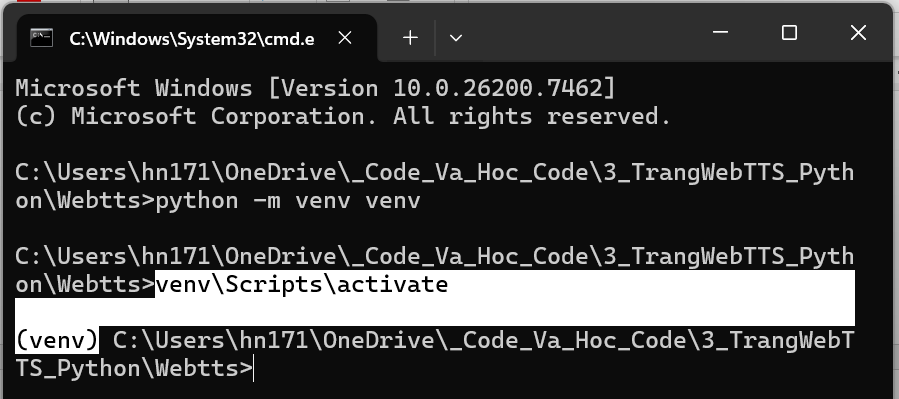 C:\Windows\System32\cmd.e
Microsoft Windows [Version 10.0.26200.7462]
(c) Microsoft Corporation. All rights reserved.
C:\Users\hn171\OneDrive\_Code_Va_Hoc_Code\3_TrangWebTTS_Pyth
on\Webtts>python -m venv venv
C:\Users\hn171\OneDrive\_Code_Va_Hoc_Code\3_TrangWebTTS_Pyth
on\Webtts>venv\Scripts\activate
(venv) C:\Users\hn171\OneDrive\_Code_Va_Hoc_Code\3_TrangWebT
TS_Python\Webtts>